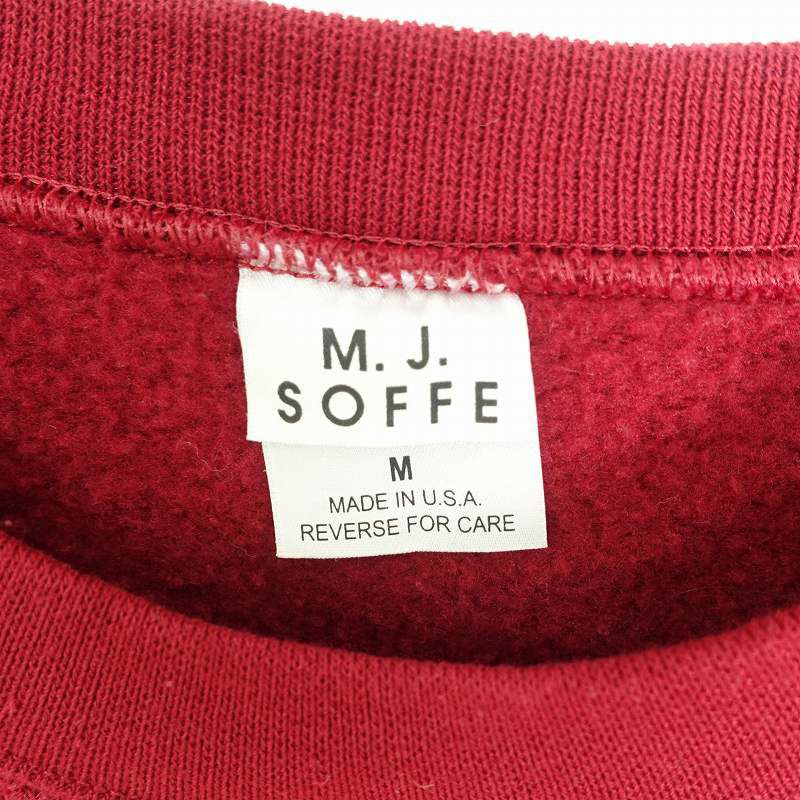 M. J.
SOFFE
M
MADE IN U.S.A.
REVERSE FOR CARE